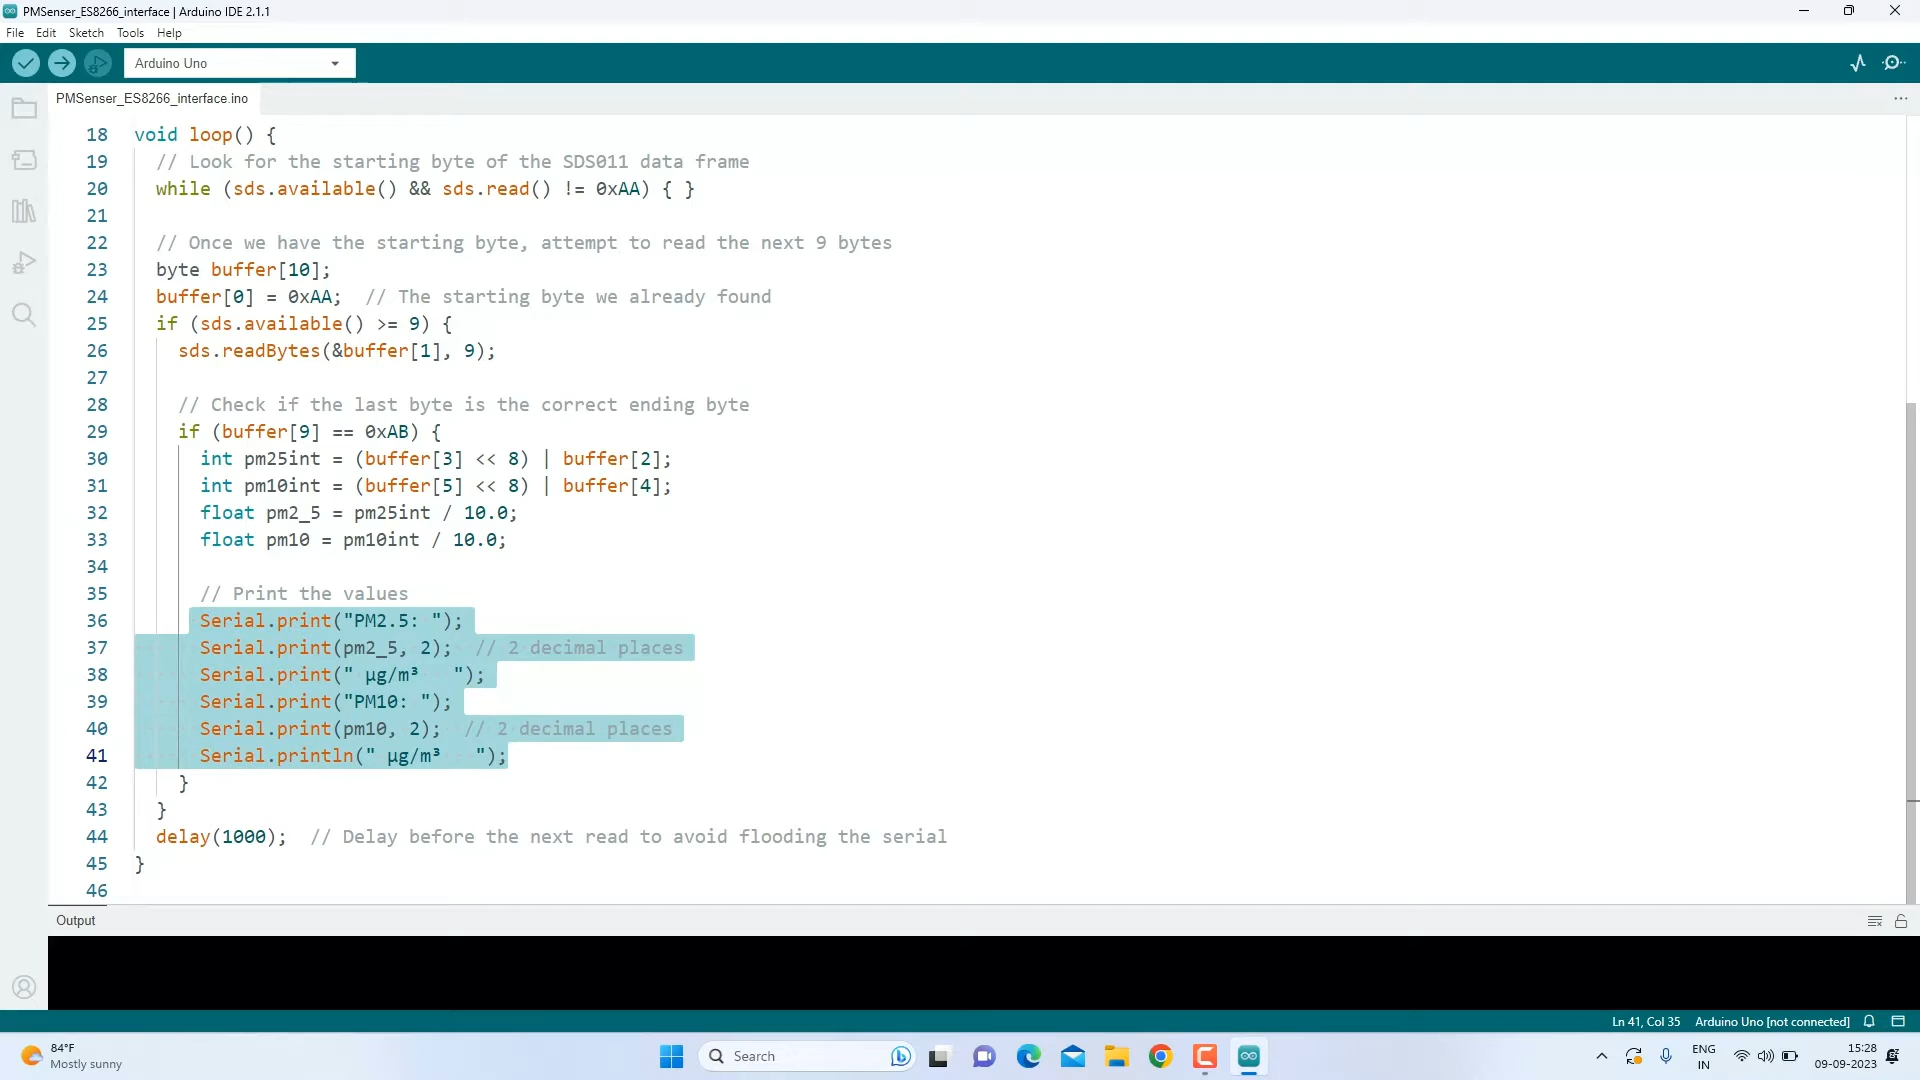 PMSenser_ES8266_interface | Arduino IDE 2.1.1
File Edit Sketch Tools Help
Arduino Uno
PMSenser_ES8266_interface.ino
18 void loop() {
19 // Look for the starting byte of the SDS011 data frame
20 while (sds.available() && sds.read() != 0xAA) { }
21
22 // Once we have the starting byte, attempt to read the next 9 bytes
23 byte buffer[10];
24 buffer[0] = 0xAA;  // The starting byte we already found
25 if (sds.available() >= 9) {
26 sds.readBytes(&buffer[1], 9);
27
28 // Check if the last byte is the correct ending byte
29 if (buffer[9] == 0xAB) {
30 int pm25int = (buffer[3] << 8) | buffer[2];
31 int pm10int = (buffer[5] << 8) | buffer[4];
32 float pm2_5 = pm25int / 10.0;
33 float pm10 = pm10int / 10.0;
34
35 // Print the values
36 Serial.print("PM2.5: ");
37 Serial.print(pm2_5, 2);  // 2 decimal places
38 Serial.print(" µg/m³   ");
39 Serial.print("PM10: ");
40 Serial.print(pm10, 2);  // 2 decimal places
41 Serial.println(" µg/m³   ");
42 }
43 }
44 delay(1000);  // Delay before the next read to avoid flooding the serial
45 }
46
Output
Ln 41, Col 35 Arduino Uno [not connected]
84°F
Mostly sunny
Search
ENG
IN
15:28
09-09-2023